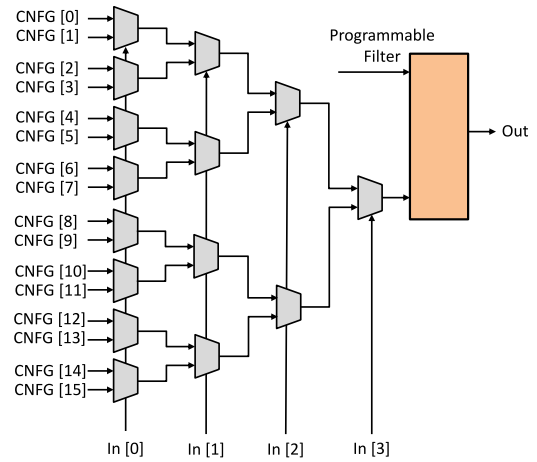 CNFG [0]
CNFG [1]
CNFG [2]
CNFG [3]
CNFG [4]
CNFG [5]
CNFG [6]
CNFG [7]
CNFG [8]
CNFG [9]
CNFG [10]
CNFG [11]
CNFG [12]
CNFG [13]
CNFG [14]
CNFG [15]
Programmable
Filter
Out
In [0]
In [1]
In [2]
In [3]